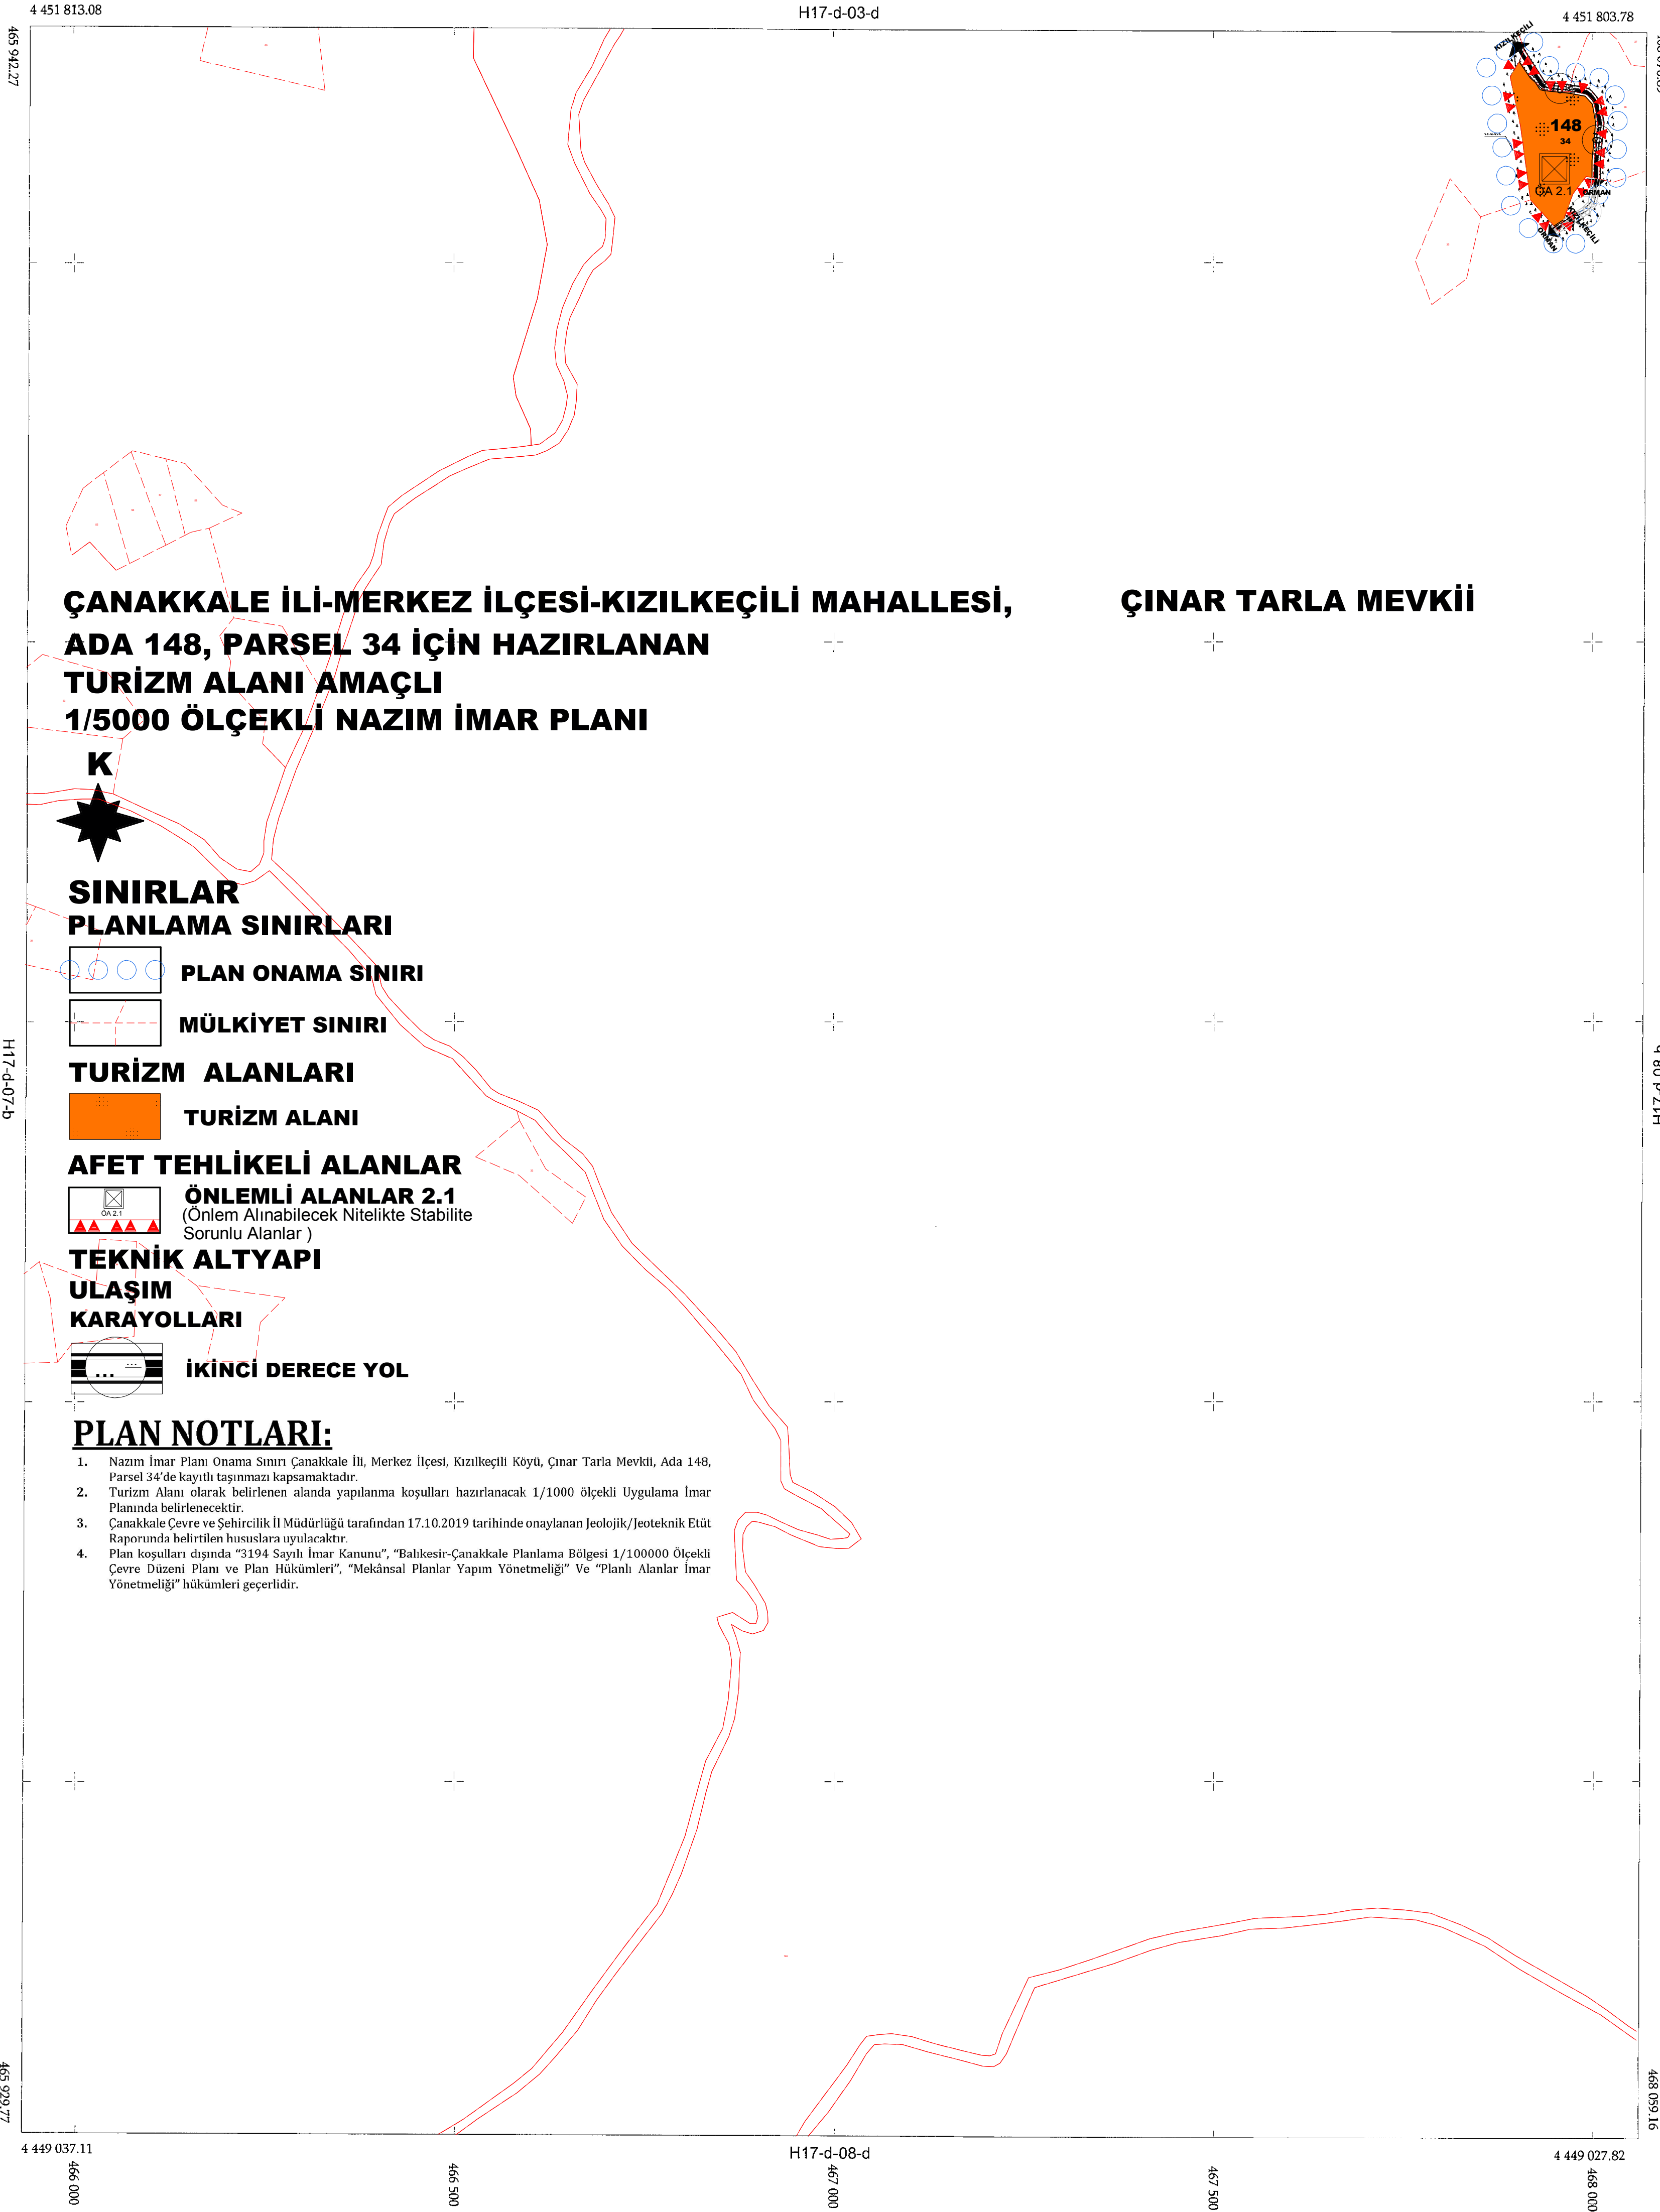 4 451 813.08
H17-d-03-d
4 451 803.78
465 942.27
KIZILKEÇİLİ
148
34
ÖA 2.1
ORMAN
KIZILKEÇİLİ
ORMAN
ÇANAKKALE İLİ-MERKEZ İLÇESİ-KIZILKEÇİLİ MAHALLESİ, ÇINAR TARLA MEVKİİ
ADA 148, PARSEL 34 İÇİN HAZIRLANAN
TURİZM ALANI AMAÇLI
1/5000 ÖLÇEKLİ NAZIM İMAR PLANI
K
SINIRLAR
PLANLAMA SINIRLARI
PLAN ONAMA SINIRI
MÜLKİYET SINIRI
H17-d-07-b
TURİZM ALANLARI
TURİZM ALANI
AFET TEHLİKELİ ALANLAR
ÖA 2.1
ÖNLEMLİ ALANLAR 2.1
(Önlem Alınabilecek Nitelikte Stabilite
Sorunlu Alanlar )
TEKNİK ALTYAPI
ULAŞIM
KARAYOLLARI
İKİNCİ DERECE YOL
PLAN NOTLARI:
1. Nazım İmar Planı Onama Sınırı Çanakkale İli, Merkez İlçesi, Kızılkeçili Köyü, Çınar Tarla Mevkii, Ada 148,
Parsel 34'de kayıtlı taşınmazı kapsamaktadır.
2. Turizm Alanı olarak belirlenen alanda yapılanma koşulları hazırlanacak 1/1000 ölçekli Uygulama İmar
Planında belirlenecektir.
3. Çanakkale Çevre ve Şehircilik İl Müdürlüğü tarafından 17.10.2019 tarihinde onaylanan Jeolojik/Jeoteknik Etüt
Raporunda belirtilen hususlara uyulacaktır.
4. Plan koşulları dışında “3194 Sayılı İmar Kanunu”, “Balıkesir-Çanakkale Planlama Bölgesi 1/100000 Ölçekli
Çevre Düzeni Planı ve Plan Hükümleri”, “Mekânsal Planlar Yapım Yönetmeliği” Ve “Planlı Alanlar İmar
Yönetmeliği” hükümleri geçerlidir.
465 929.77
468 059.16
4 449 037.11
H17-d-08-d
4 449 027.82
466 000
466 500
467 000
467 500
468 000